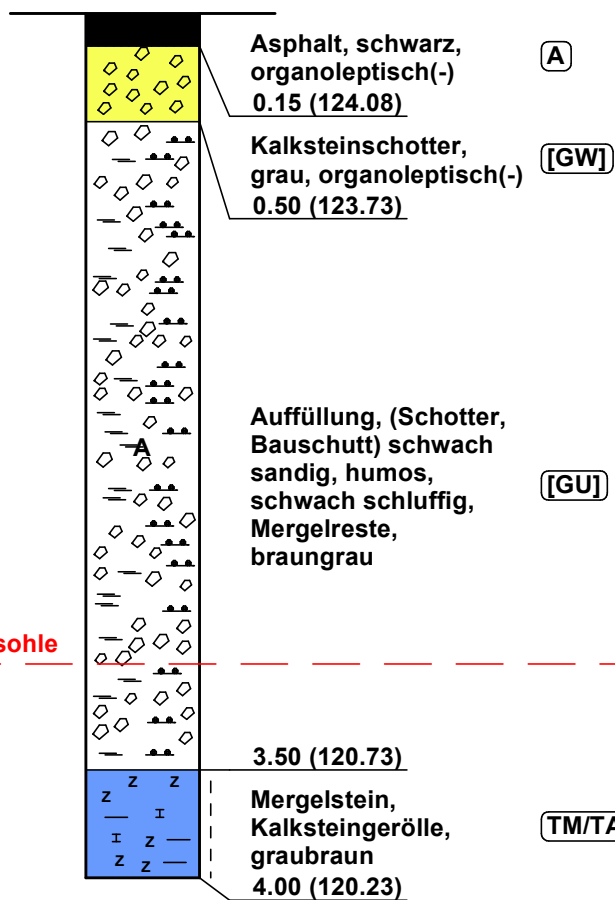 Asphalt, schwarz,
organoleptisch(-)
0.15 (124.08)
A
Kalksteinschotter,
grau, organoleptisch(-)
0.50 (123.73)
[GW]
Auffüllung, (Schotter,
Bauschutt) schwach
sandig, humos,
schwach schluffig,
Mergelreste,
braungrau
[GU]
A
sohle
3.50 (120.73)
Mergelstein,
Kalksteingerölle,
graubraun
4.00 (120.23)
TM/TA
z z z
z
I
I z
z z